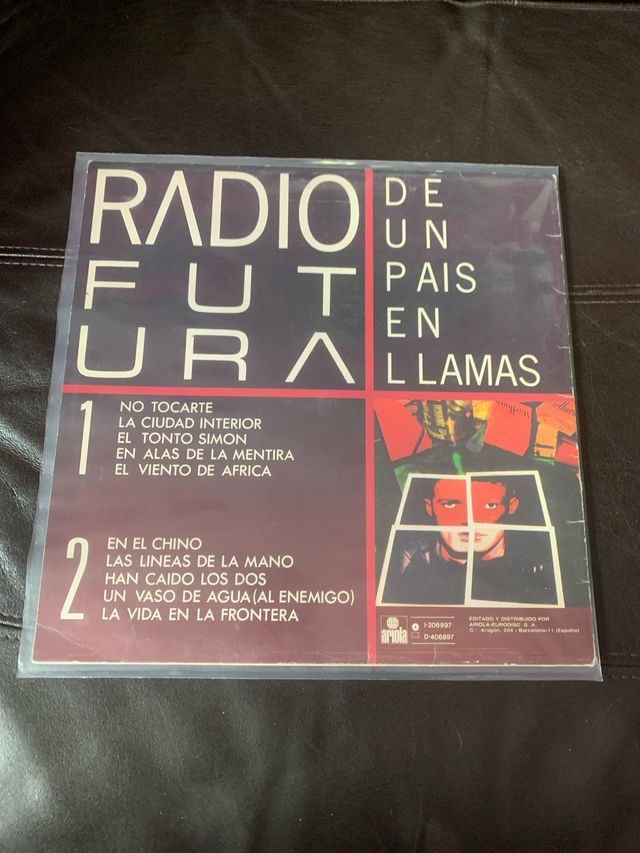 RADIO
FUT
URA
DE
UN
PAIS
EN
LLAMAS
1
NO TOCARTE
LA CIUDAD INTERIOR
EL TONTO SIMON
EN ALAS DE LA MENTIRA
EL VIENTO DE AFRICA
2
EN EL CHINO
LAS LINEAS DE LA MANO
HAN CAIDO LOS DOS
UN VASO DE AGUA (AL ENEMIGO)
LA VIDA EN LA FRONTERA
ariola
I-206897
D-406897
EDITADO Y DISTRIBUIDO POR
ARIOLA-EURODISC, S. A.
C/. Aragón, 204 - Barcelona-11 (España)